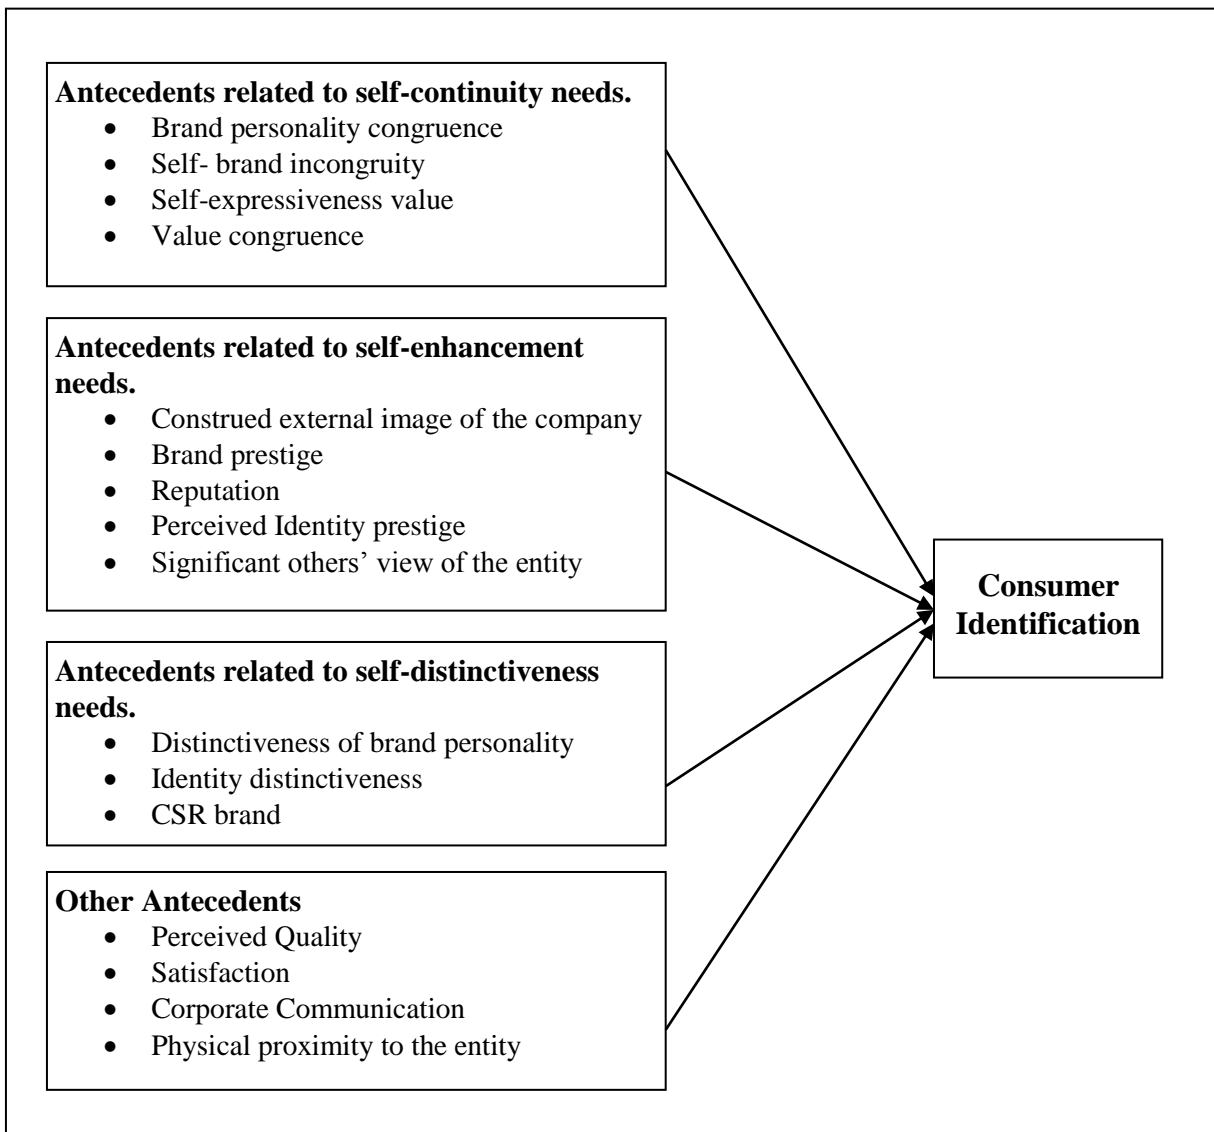 Antecedents related to self-continuity needs.
• Brand personality congruence
• Self- brand incongruity
• Self-expressiveness value
• Value congruence
Antecedents related to self-enhancement
needs.
• Construed external image of the company
• Brand prestige
• Reputation
• Perceived Identity prestige
• Significant others’ view of the entity
Antecedents related to self-distinctiveness
needs.
• Distinctiveness of brand personality
• Identity distinctiveness
• CSR brand
Other Antecedents
• Perceived Quality
• Satisfaction
• Corporate Communication
• Physical proximity to the entity
Consumer
Identification